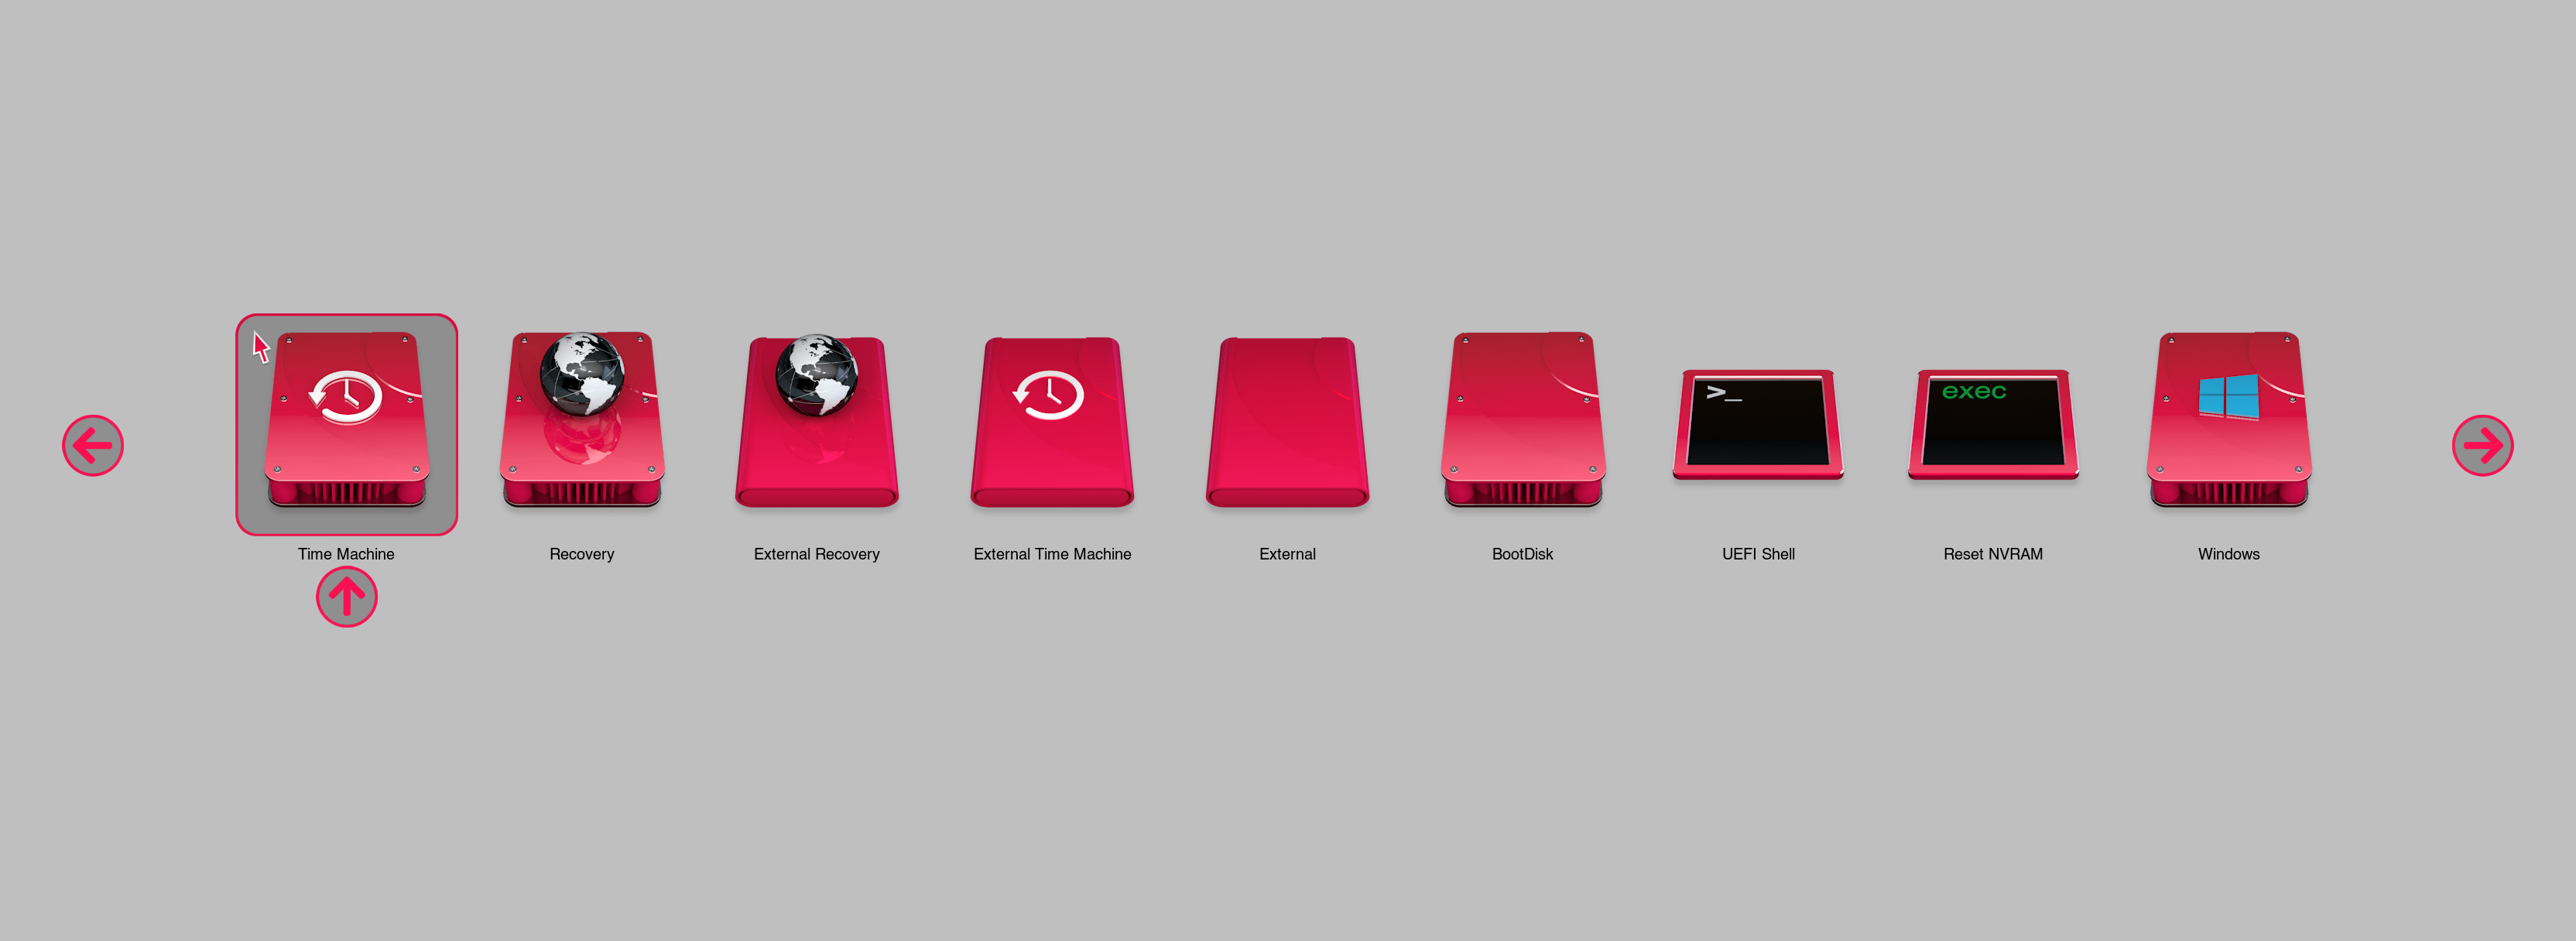 >_
exec
Time Machine
Recovery
External Recovery
External Time Machine
External
BootDisk
UEFI Shell
Reset NVRAM
Windows